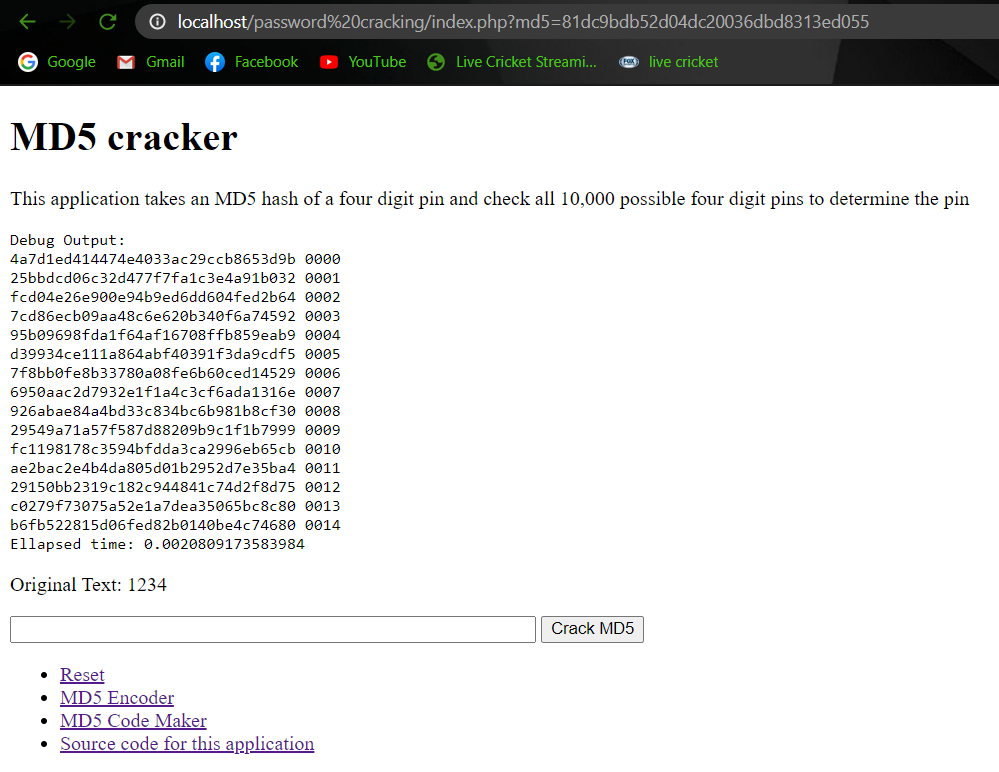 localhost/password%20cracking/index.php?md5=81dc9bdb52d04dc20036dbd8313ed055
Google Gmail Facebook YouTube Live Cricket Streami... FOX live cricket
MD5 cracker
This application takes an MD5 hash of a four digit pin and check all 10,000 possible four digit pins to determine the pin
Debug Output:
4a7d1ed414474e4033ac29ccb8653d9b 0000
25bbdcd06c32d477f7fa1c3e4a91b032 0001
fcd04e26e900e94b9ed6dd604fed2b64 0002
7cd86ecb09aa48c6e620b340f6a74592 0003
95b09698fda1f64af16708ffb859eab9 0004
d39934ce111a864abf40391f3da9cdf5 0005
7f8bb0fe8b33780a08fe6b60ced14529 0006
6950aac2d7932e1f1a4c3cf6ada1316e 0007
926abae84a4bd33c834bc6b981b8cf30 0008
29549a71a57f587d88209b9c1f1b7999 0009
fc1198178c3594bfdda3ca2996eb65cb 0010
ae2bac2e4b4da805d01b2952d7e35ba4 0011
29150bb2319c182c944841c74d2f8d75 0012
c0279f73075a52e1a7dea35065bc8c80 0013
b6fb522815d06fed82b0140be4c74680 0014
Ellapsed time: 0.0020809173583984
Original Text: 1234
Crack MD5
Reset
MD5 Encoder
MD5 Code Maker
Source code for this application